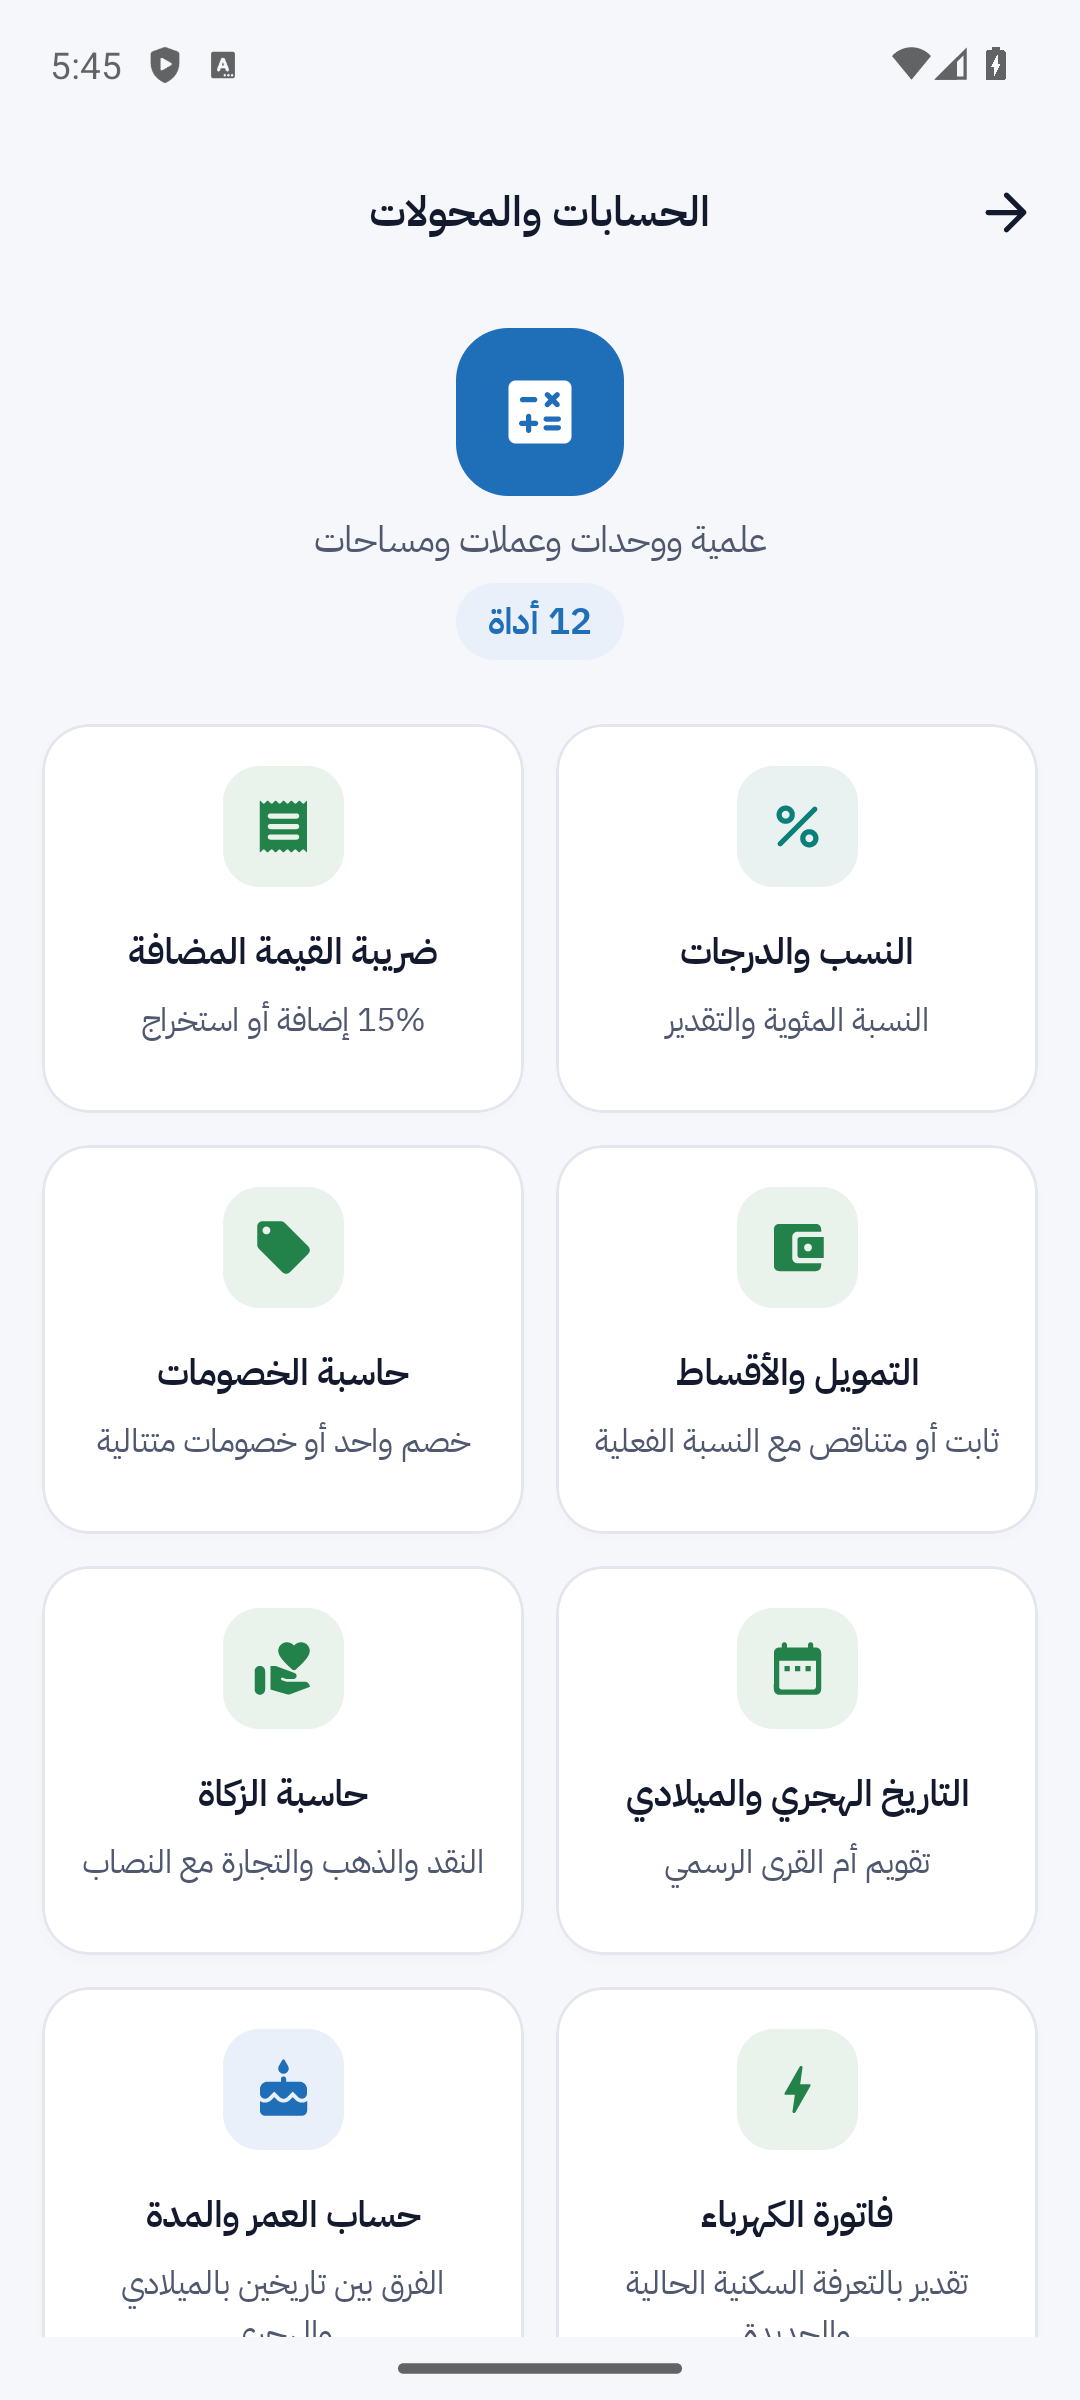 5:45
الحسابات والمحولات
علمية ووحدات وعملات ومساحات
12 أداة
النسب والدرجات
النسبة المئوية والتقدير
ضريبة القيمة المضافة
15% إضافة أو استخراج
التمويل والأقساط
ثابت أو متناقص مع النسبة الفعلية
حاسبة الخصومات
خصم واحد أو خصومات متتالية
التاريخ الهجري والميلادي
تقويم أم القرى الرسمي
حاسبة الزكاة
النقد والذهب والتجارة مع النصاب
فاتورة الكهرباء
تقدير بالتعرفة السكنية الحالية
والجديدة
حساب العمر والمدة
الفرق بين تاريخين بالميلادي
والهجري